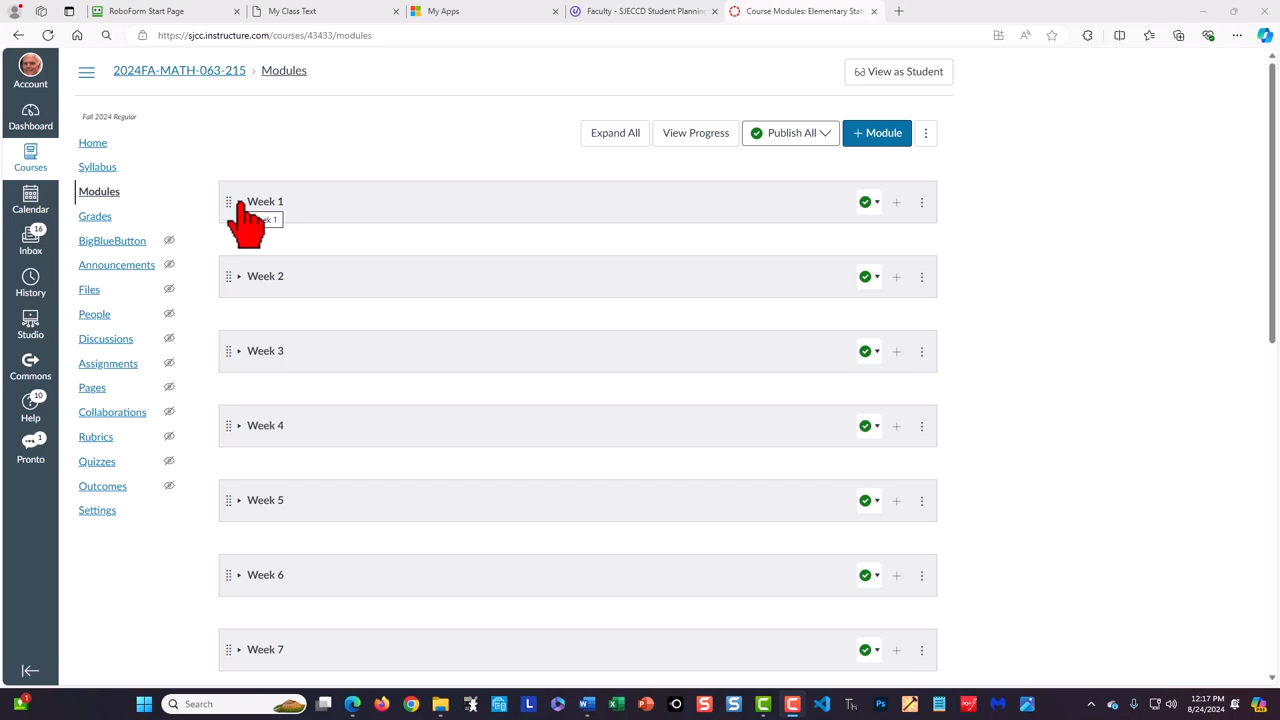 RoboForm Start Page
My Class Text
My Apps
Faculty - SJECCD Student Planni
Course Modules: Elementary Stat
https://sjcc.instructure.com/courses/43433/modules
Account
Dashboard
Courses
Calendar
16
Inbox
History
Studio
Commons
10
Help
1
Pronto
2024FA-MATH-063-215 › Modules
View as Student
Fall 2024 Regular
Home
Syllabus
Modules
Grades
BigBlueButton
Announcements
Files
People
Discussions
Assignments
Pages
Collaborations
Rubrics
Quizzes
Outcomes
Settings
Expand All
View Progress
Publish All
+ Module
Week 1
Week 2
Week 3
Week 4
Week 5
Week 6
Week 7
1
Search
12:17 PM
8/24/2024